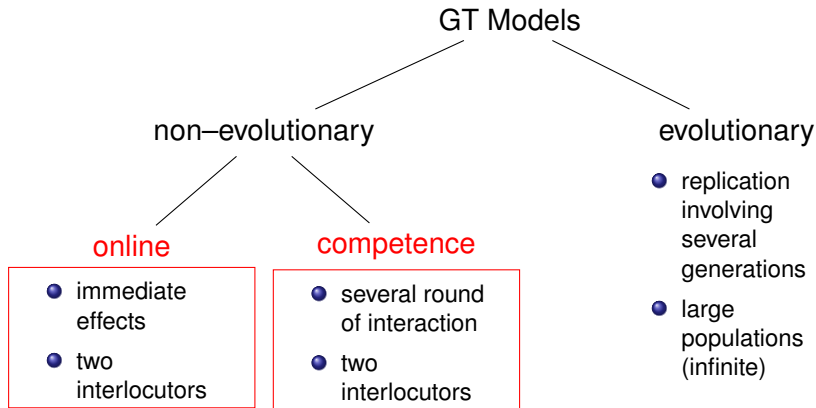 GT Models
non–evolutionary
evolutionary
online
immediate
effects
two
interlocutors
competence
several round
of interaction
two
interlocutors
replication
involving
several
generations
large
populations
(infinite)